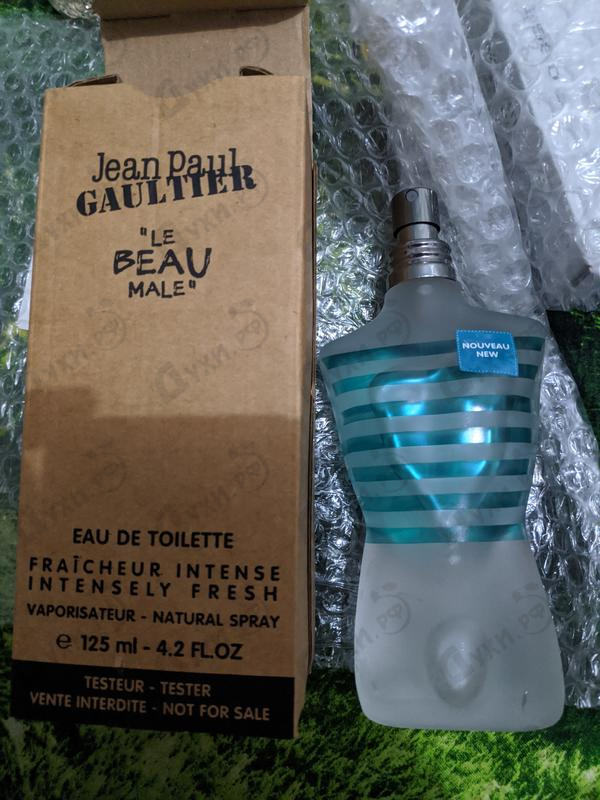 Jean Paul
GAULTIER
"LE
BEAU
MALE"
EAU DE TOILETTE
FRAÎCHEUR INTENSE
INTENSELY FRESH
VAPORISATEUR - NATURAL SPRAY
e 125 ml - 4.2 FL.OZ
TESTEUR - TESTER
VENTE INTERDITE - NOT FOR SALE
NOUVEAU
NEW